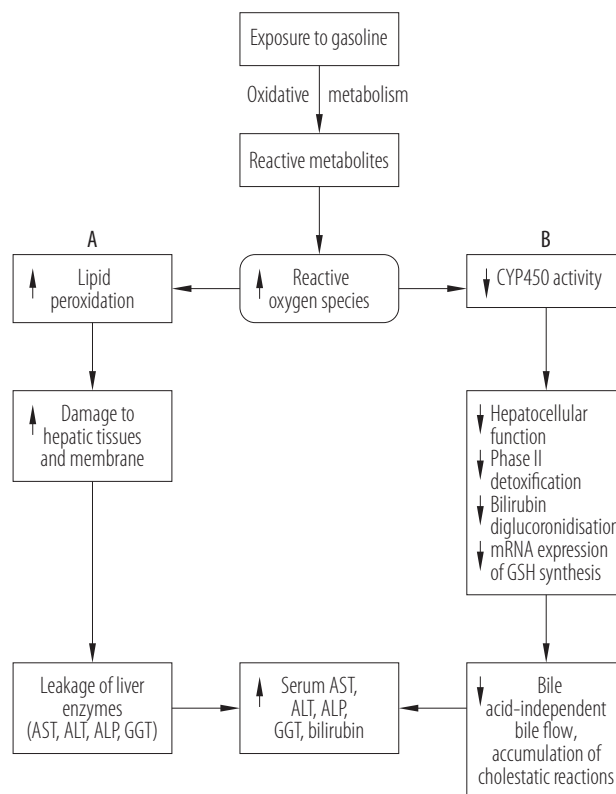 Exposure to gasoline
Oxidative metabolism
Reactive metabolites
A
B
↑ Lipid
peroxidation
↑ Reactive
oxygen species
↓ CYP450 activity
↑ Damage to
hepatic tissues
and membrane
↓ Hepatocellular
function
↓ Phase II
detoxification
↓ Bilirubin
diglucoronidisation
↓ mRNA expression
of GSH synthesis
Leakage of liver
enzymes
(AST, ALT, ALP, GGT)
↑ Serum AST,
ALT, ALP,
GGT, bilirubin
↓ Bile
acid-independent
bile flow,
accumulation of
cholestatic reactions